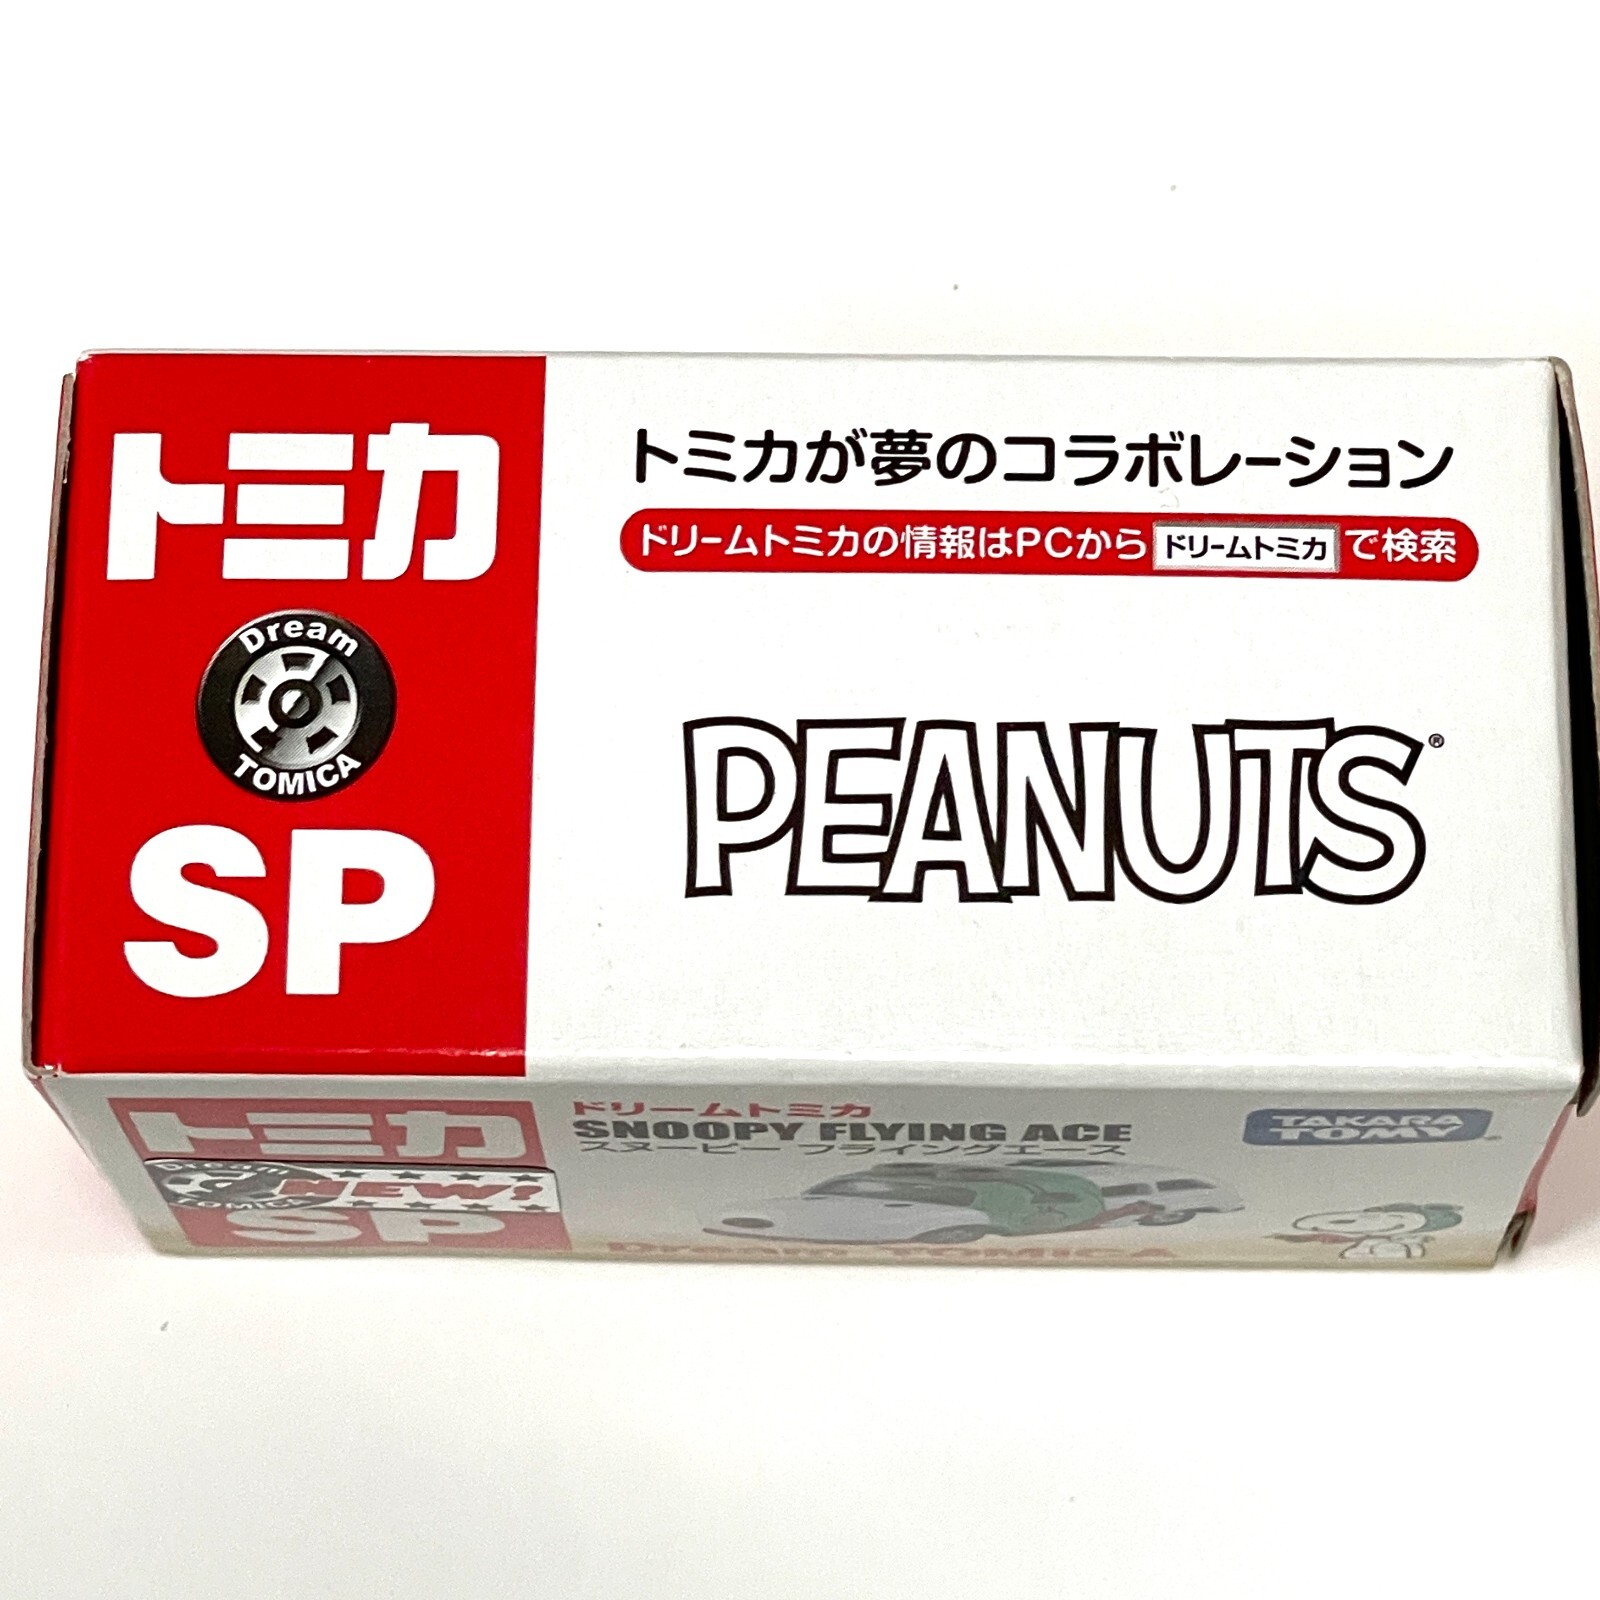 トミカ
Dream
TOMICA
SP
トミカが夢のコラボレーション
ドリームトミカの情報はPCから ドリームトミカ で検索
PEANUTS®
トミカ
Dream
TOMICA
NEW!
SP
ドリームトミカ
SNOOPY FLYING ACE
スヌーピー フライングエース
Dream TOMICA
TAKARA
TOMY